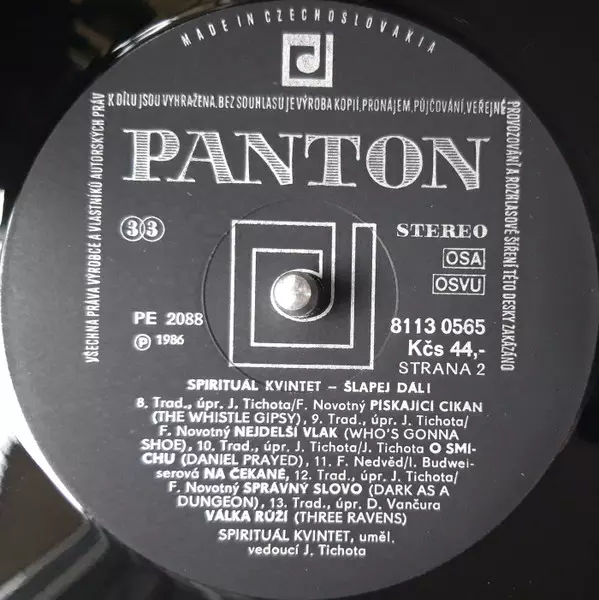 MADE IN CZECHOSLOVAKIA
VŠECHNA PRÁVA VÝROBCE A VLASTNÍKŮ AUTORSKÝCH PRÁV
K DÍLU JSOU VYHRAŽENA. BEZ SOUHLASU JE VÝROBA KOPIÍ, PRONÁJEM, PŮJČOVÁNÍ, VEŘEJNÉ
PROVOZOVÁNÍ A ROZHLASOVÉ ŠÍŘENÍ TÉTO DESKY ZAKÁZÁNO
PANTON
33
STEREO
OSA
OSVU
PE 2088
℗ 1986
8113 0565
Kčs 44,-
STRANA 2
SPIRITUÁL KVINTET – ŠLAPEJ DÁL!
8. Trad., úpr. J. Tichota/F. Novotný PÍSKAJÍCÍ CIKÁN
(THE WHISTLE GIPSY), 9. Trad., úpr. J. Tichota/
F. Novotný NEJDELŠÍ VLAK (WHO'S GONNA
SHOE), 10. Trad., úpr. J. Tichota/J. Tichota O SMÍ-
CHU (DANIEL PRAYED), 11. F. Nedvěd/I. Budwei-
serová NA ČEKANÉ, 12. Trad., úpr. J. Tichota/
F. Novotný SPRÁVNÝ SLOVO (DARK AS A
DUNGEON), 13. Trad., úpr. D. Vančura
VÁLKA RŮŽÍ (THREE RAVENS)
SPIRITUÁL KVINTET, uměl.
vedoucí J. Tichota